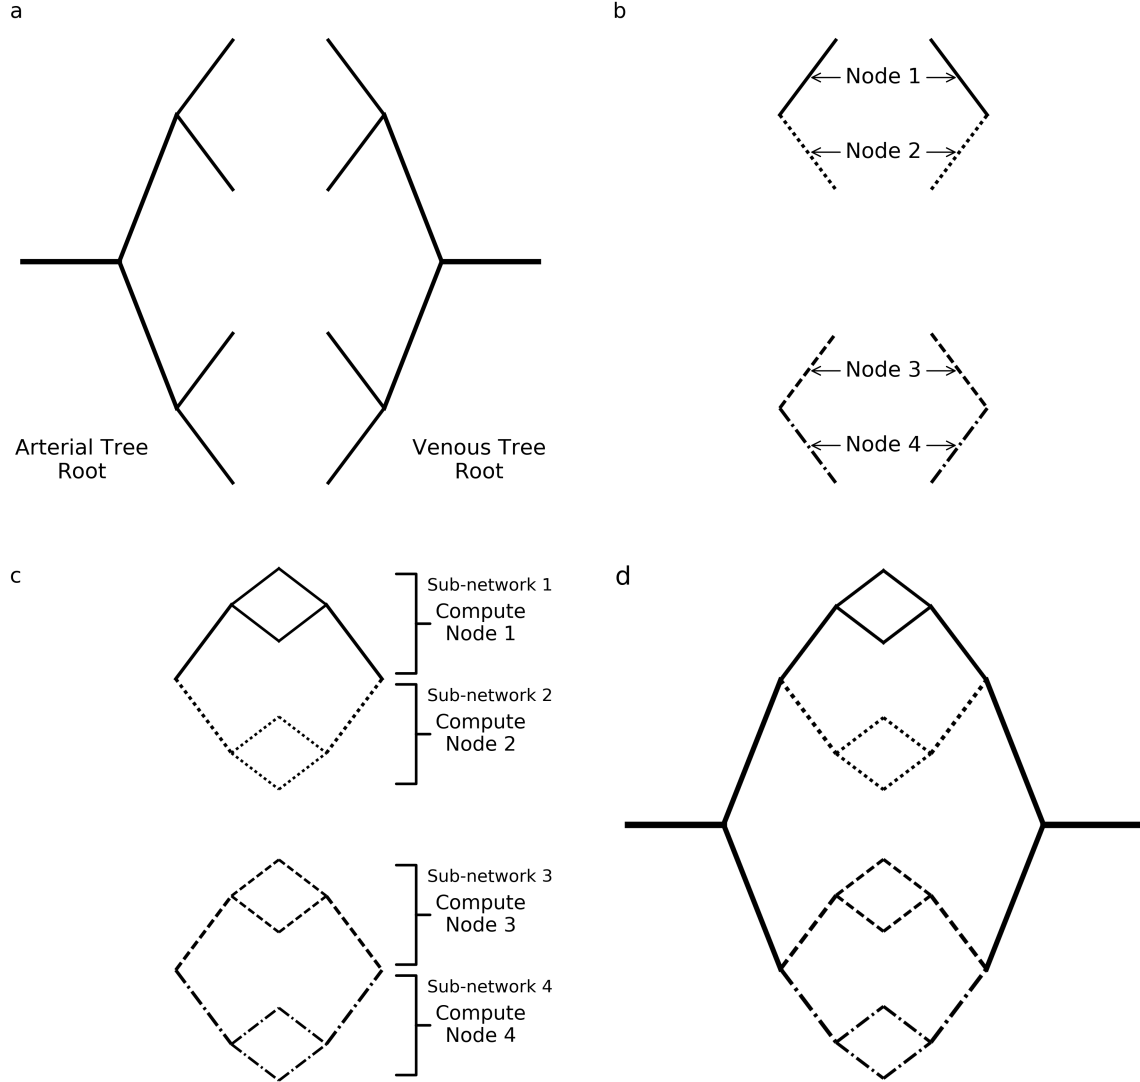 a
Arterial Tree
Root
Venous Tree
Root
b
Node 1
Node 2
Node 3
Node 4
c
Sub-network 1
Compute
Node 1
Sub-network 2
Compute
Node 2
Sub-network 3
Compute
Node 3
Sub-network 4
Compute
Node 4
d